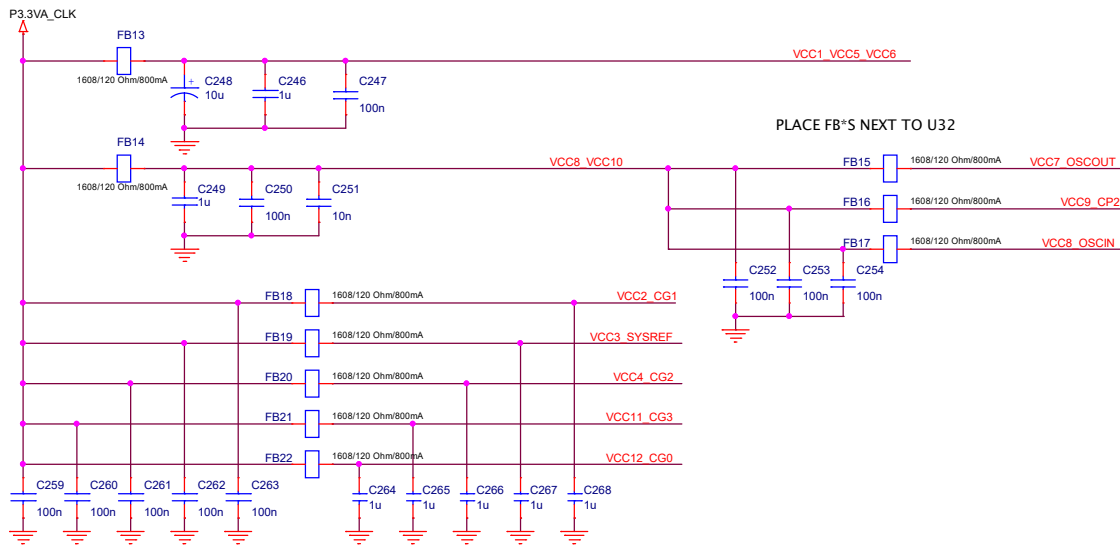 P3.3VA_CLK
FB13
1608/120 Ohm/800mA
VCC1_VCC5_VCC6
+
C248
10u
C246
1u
C247
100n
PLACE FB*S NEXT TO U32
FB14
1608/120 Ohm/800mA
VCC8_VCC10
C249
1u
C250
100n
C251
10n
FB15
1608/120 Ohm/800mA
VCC7_OSCOUT
FB16
1608/120 Ohm/800mA
VCC9_CP2
FB17
1608/120 Ohm/800mA
VCC8_OSCIN
C252
100n
C253
100n
C254
100n
FB18
1608/120 Ohm/800mA
VCC2_CG1
FB19
1608/120 Ohm/800mA
VCC3_SYSREF
FB20
1608/120 Ohm/800mA
VCC4_CG2
FB21
1608/120 Ohm/800mA
VCC11_CG3
FB22
1608/120 Ohm/800mA
VCC12_CG0
C259
100n
C260
100n
C261
100n
C262
100n
C263
100n
C264
1u
C265
1u
C266
1u
C267
1u
C268
1u